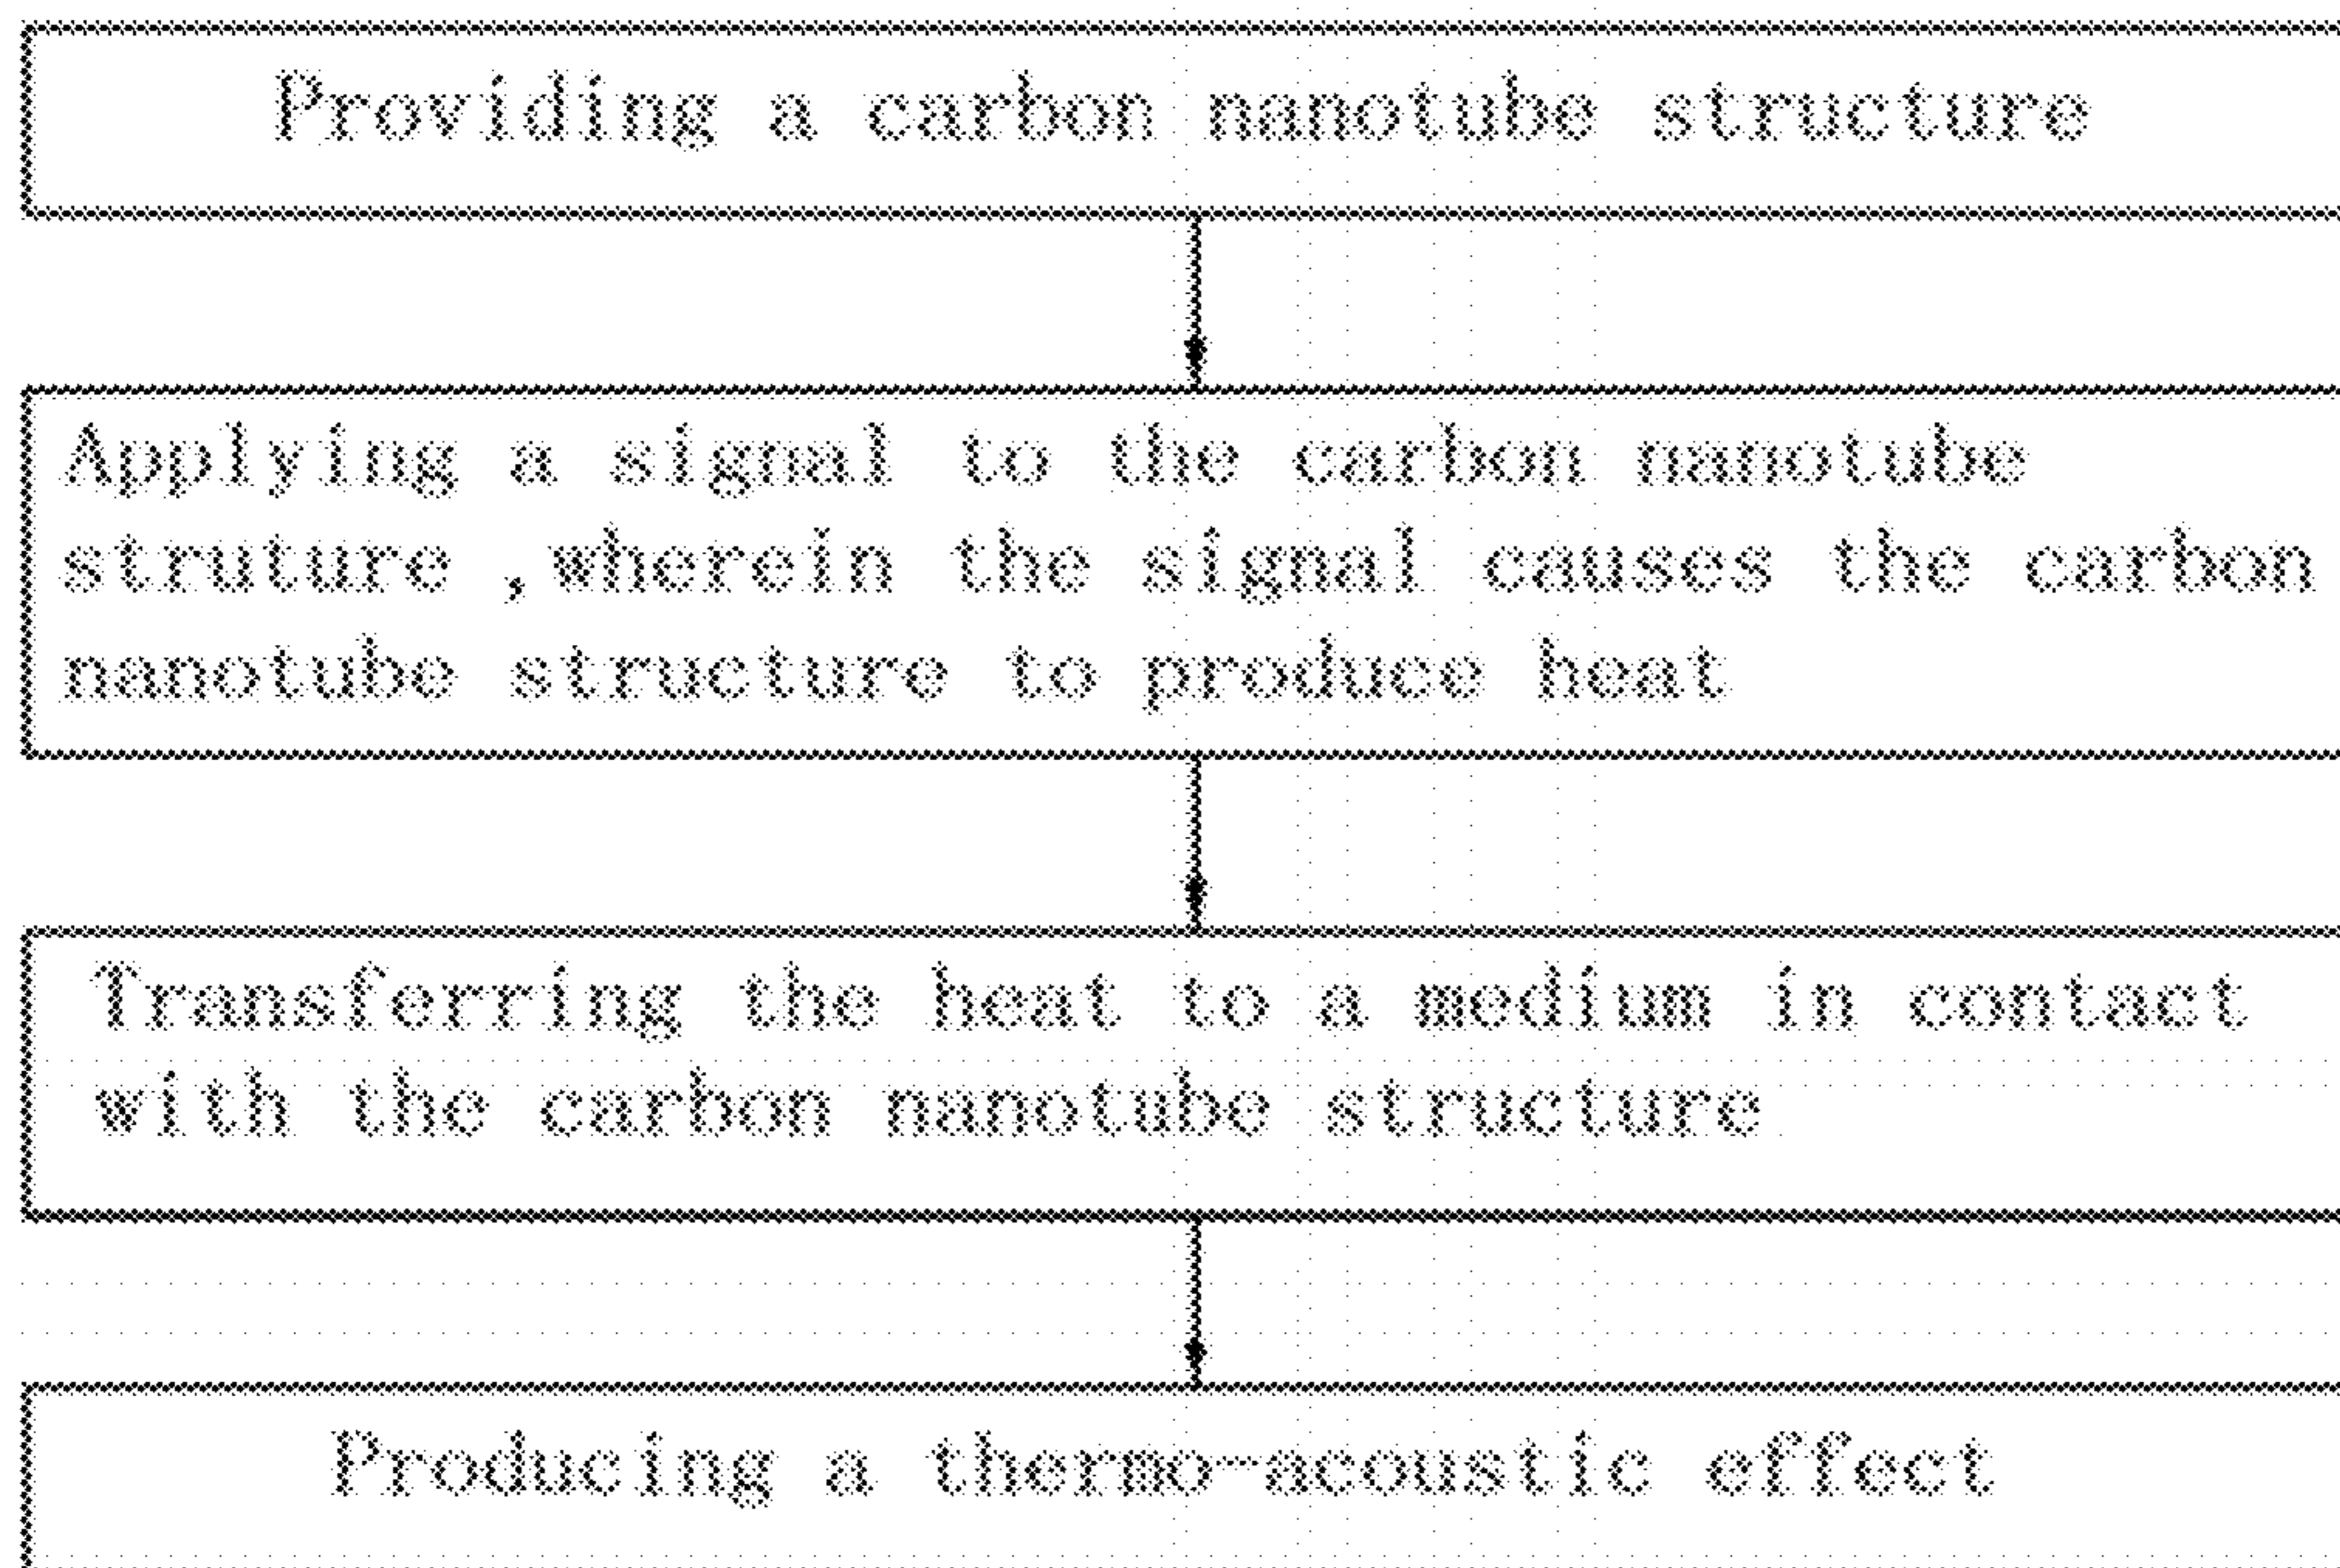 Providing a carbon nanotube structure
Applying a signal to the carbon nanotube
struture ,wherein the signal causes the carbon
nanotube structure to produce heat
Transferring the heat to a medium in contact
with the carbon nanotube structure
Producing a thermo-acoustic effect